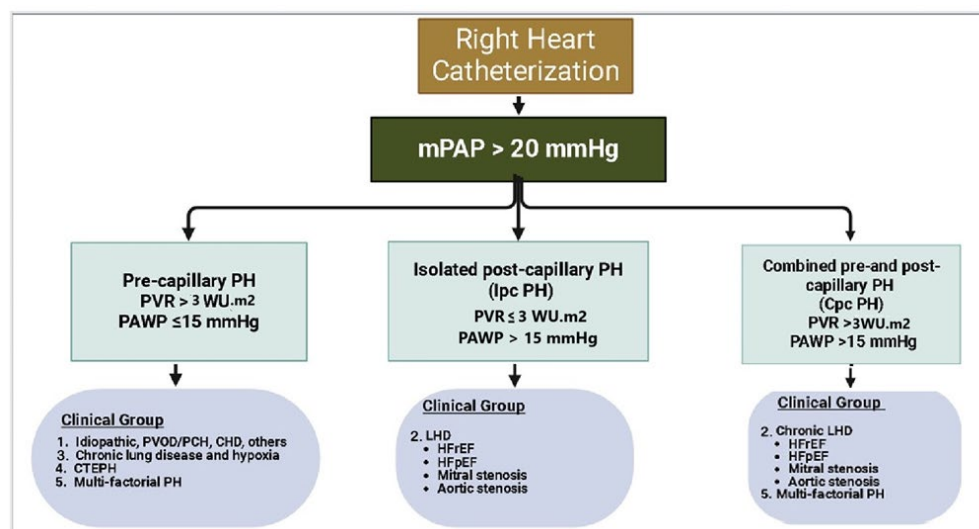 Right Heart
Catheterization
mPAP > 20 mmHg
Pre-capillary PH
PVR > 3 WU.m2
PAWP ≤15 mmHg
Isolated post-capillary PH
(Ipc PH)
PVR ≤ 3 WU.m2
PAWP > 15 mmHg
Combined pre-and post-
capillary PH
(Cpc PH)
PVR >3WU.m2
PAWP >15 mmHg
Clinical Group
1. Idiopathic, PVOD/PCH, CHD, others
3. Chronic lung disease and hypoxia
4. CTEPH
5. Multi-factorial PH
Clinical Group
2. LHD
• HFrEF
• HFpEF
• Mitral stenosis
• Aortic stenosis
Clinical Group
2. Chronic LHD
• HFrEF
• HFpEF
• Mitral stenosis
• Aortic stenosis
5. Multi-factorial PH